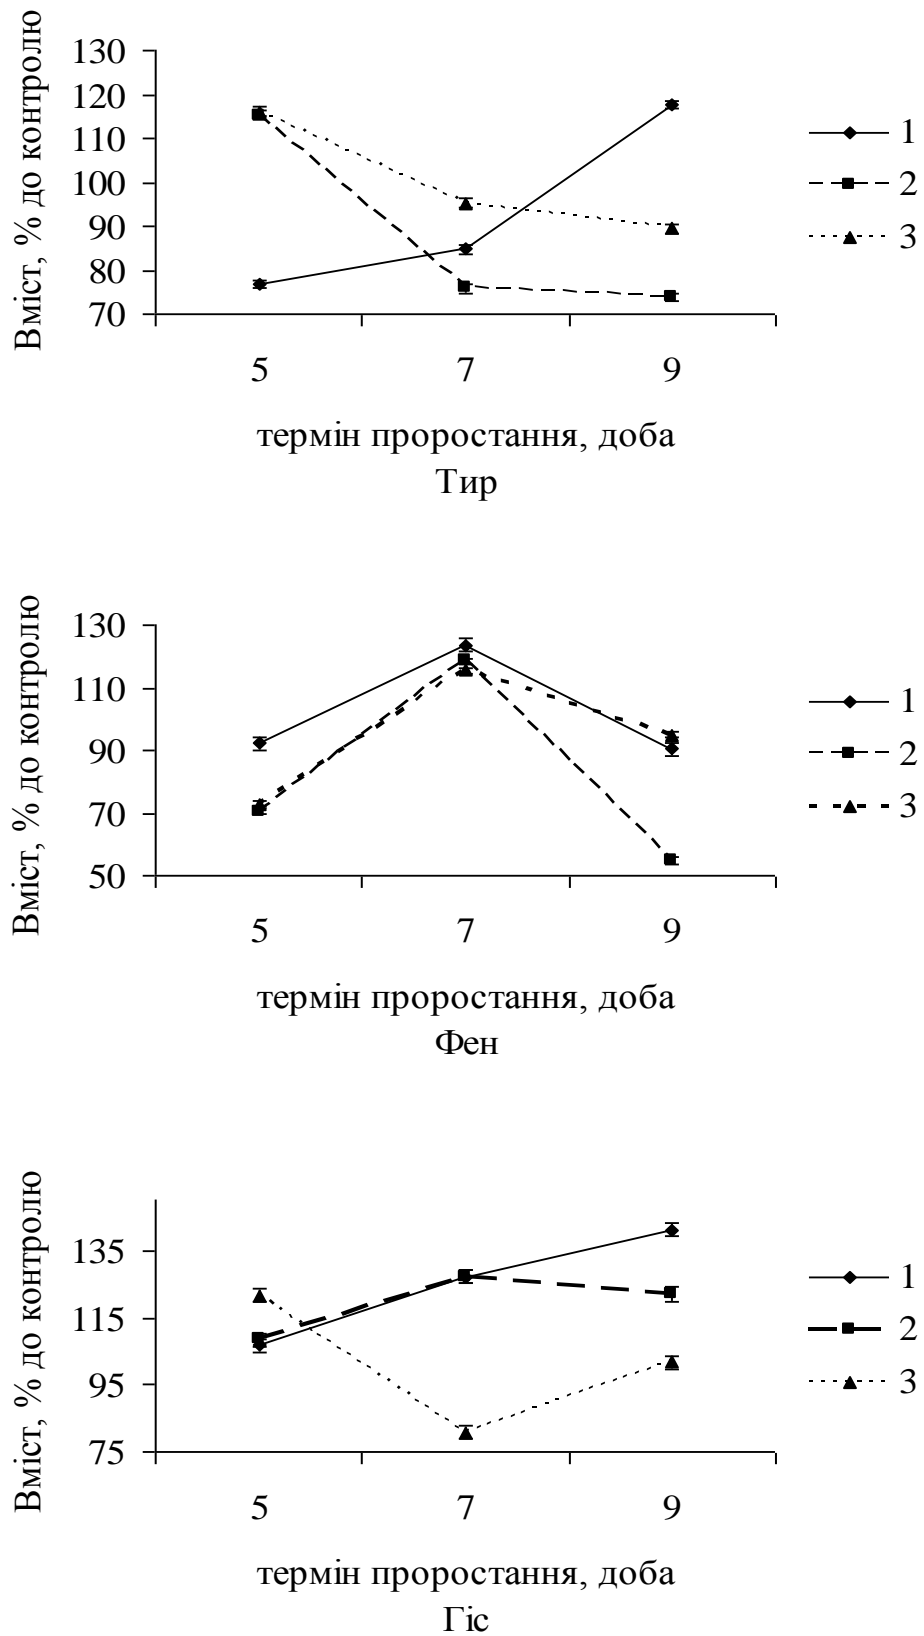 Вміст, % до контролю
130
120
110
100
90
80
70
5 7 9
термін проростання, доба
Тир
1
2
3
Вміст, % до контролю
130
110
90
70
50
5 7 9
термін проростання, доба
Фен
1
2
3
Вміст, % до контролю
135
115
95
75
5 7 9
термін проростання, доба
Гіс
1
2
3